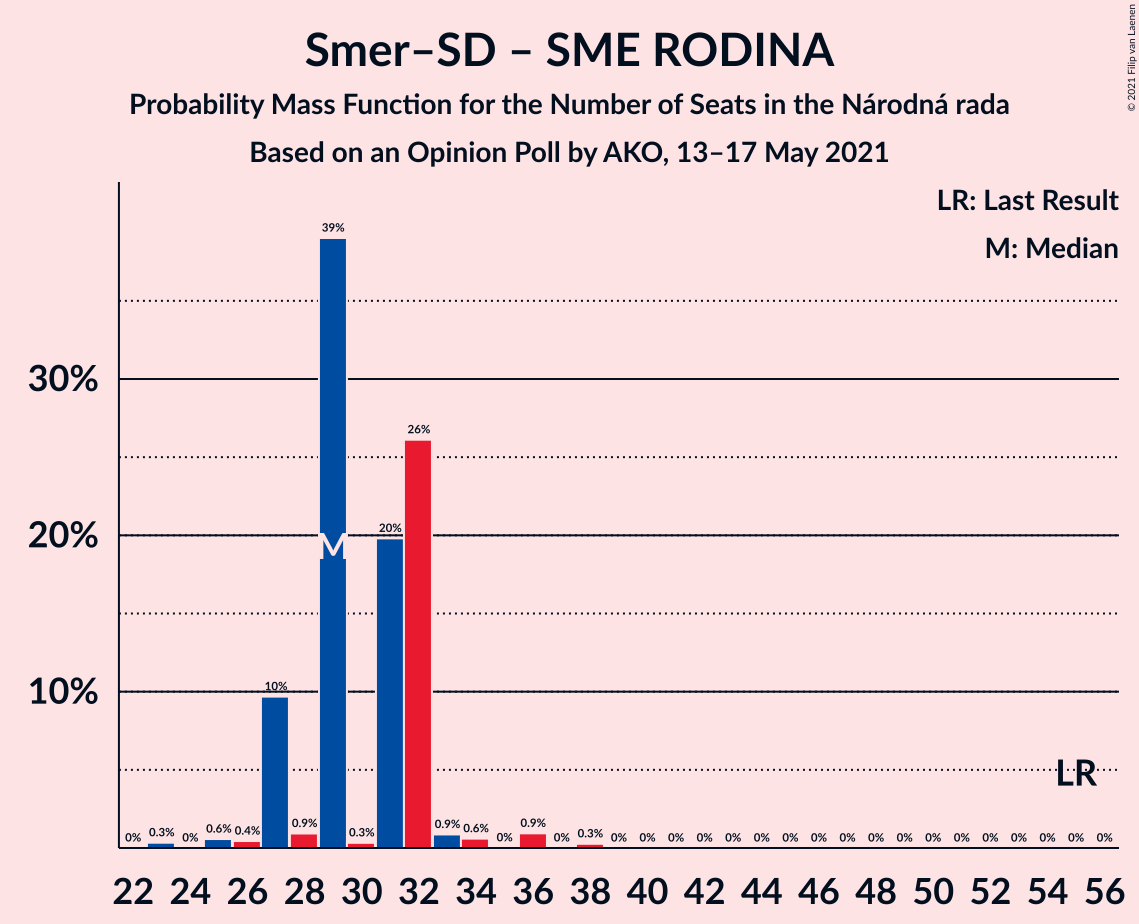 Smer–SD – SME RODINA
Probability Mass Function for the Number of Seats in the Národná rada
Based on an Opinion Poll by AKO, 13–17 May 2021
© 2021 Filip van Laenen
LR: Last Result
M: Median
30%
20%
10%
0% 0.3% 0% 0.6% 0.4% 10% 0.9% 39% 0.3% 20% 26% 0.9% 0.6% 0% 0.9% 0% 0.3% 0% 0% 0% 0% 0% 0% 0% 0% 0% 0% 0% 0% 0% 0% 0% 0% 0% 0%
M
LR
22 24 26 28 30 32 34 36 38 40 42 44 46 48 50 52 54 56